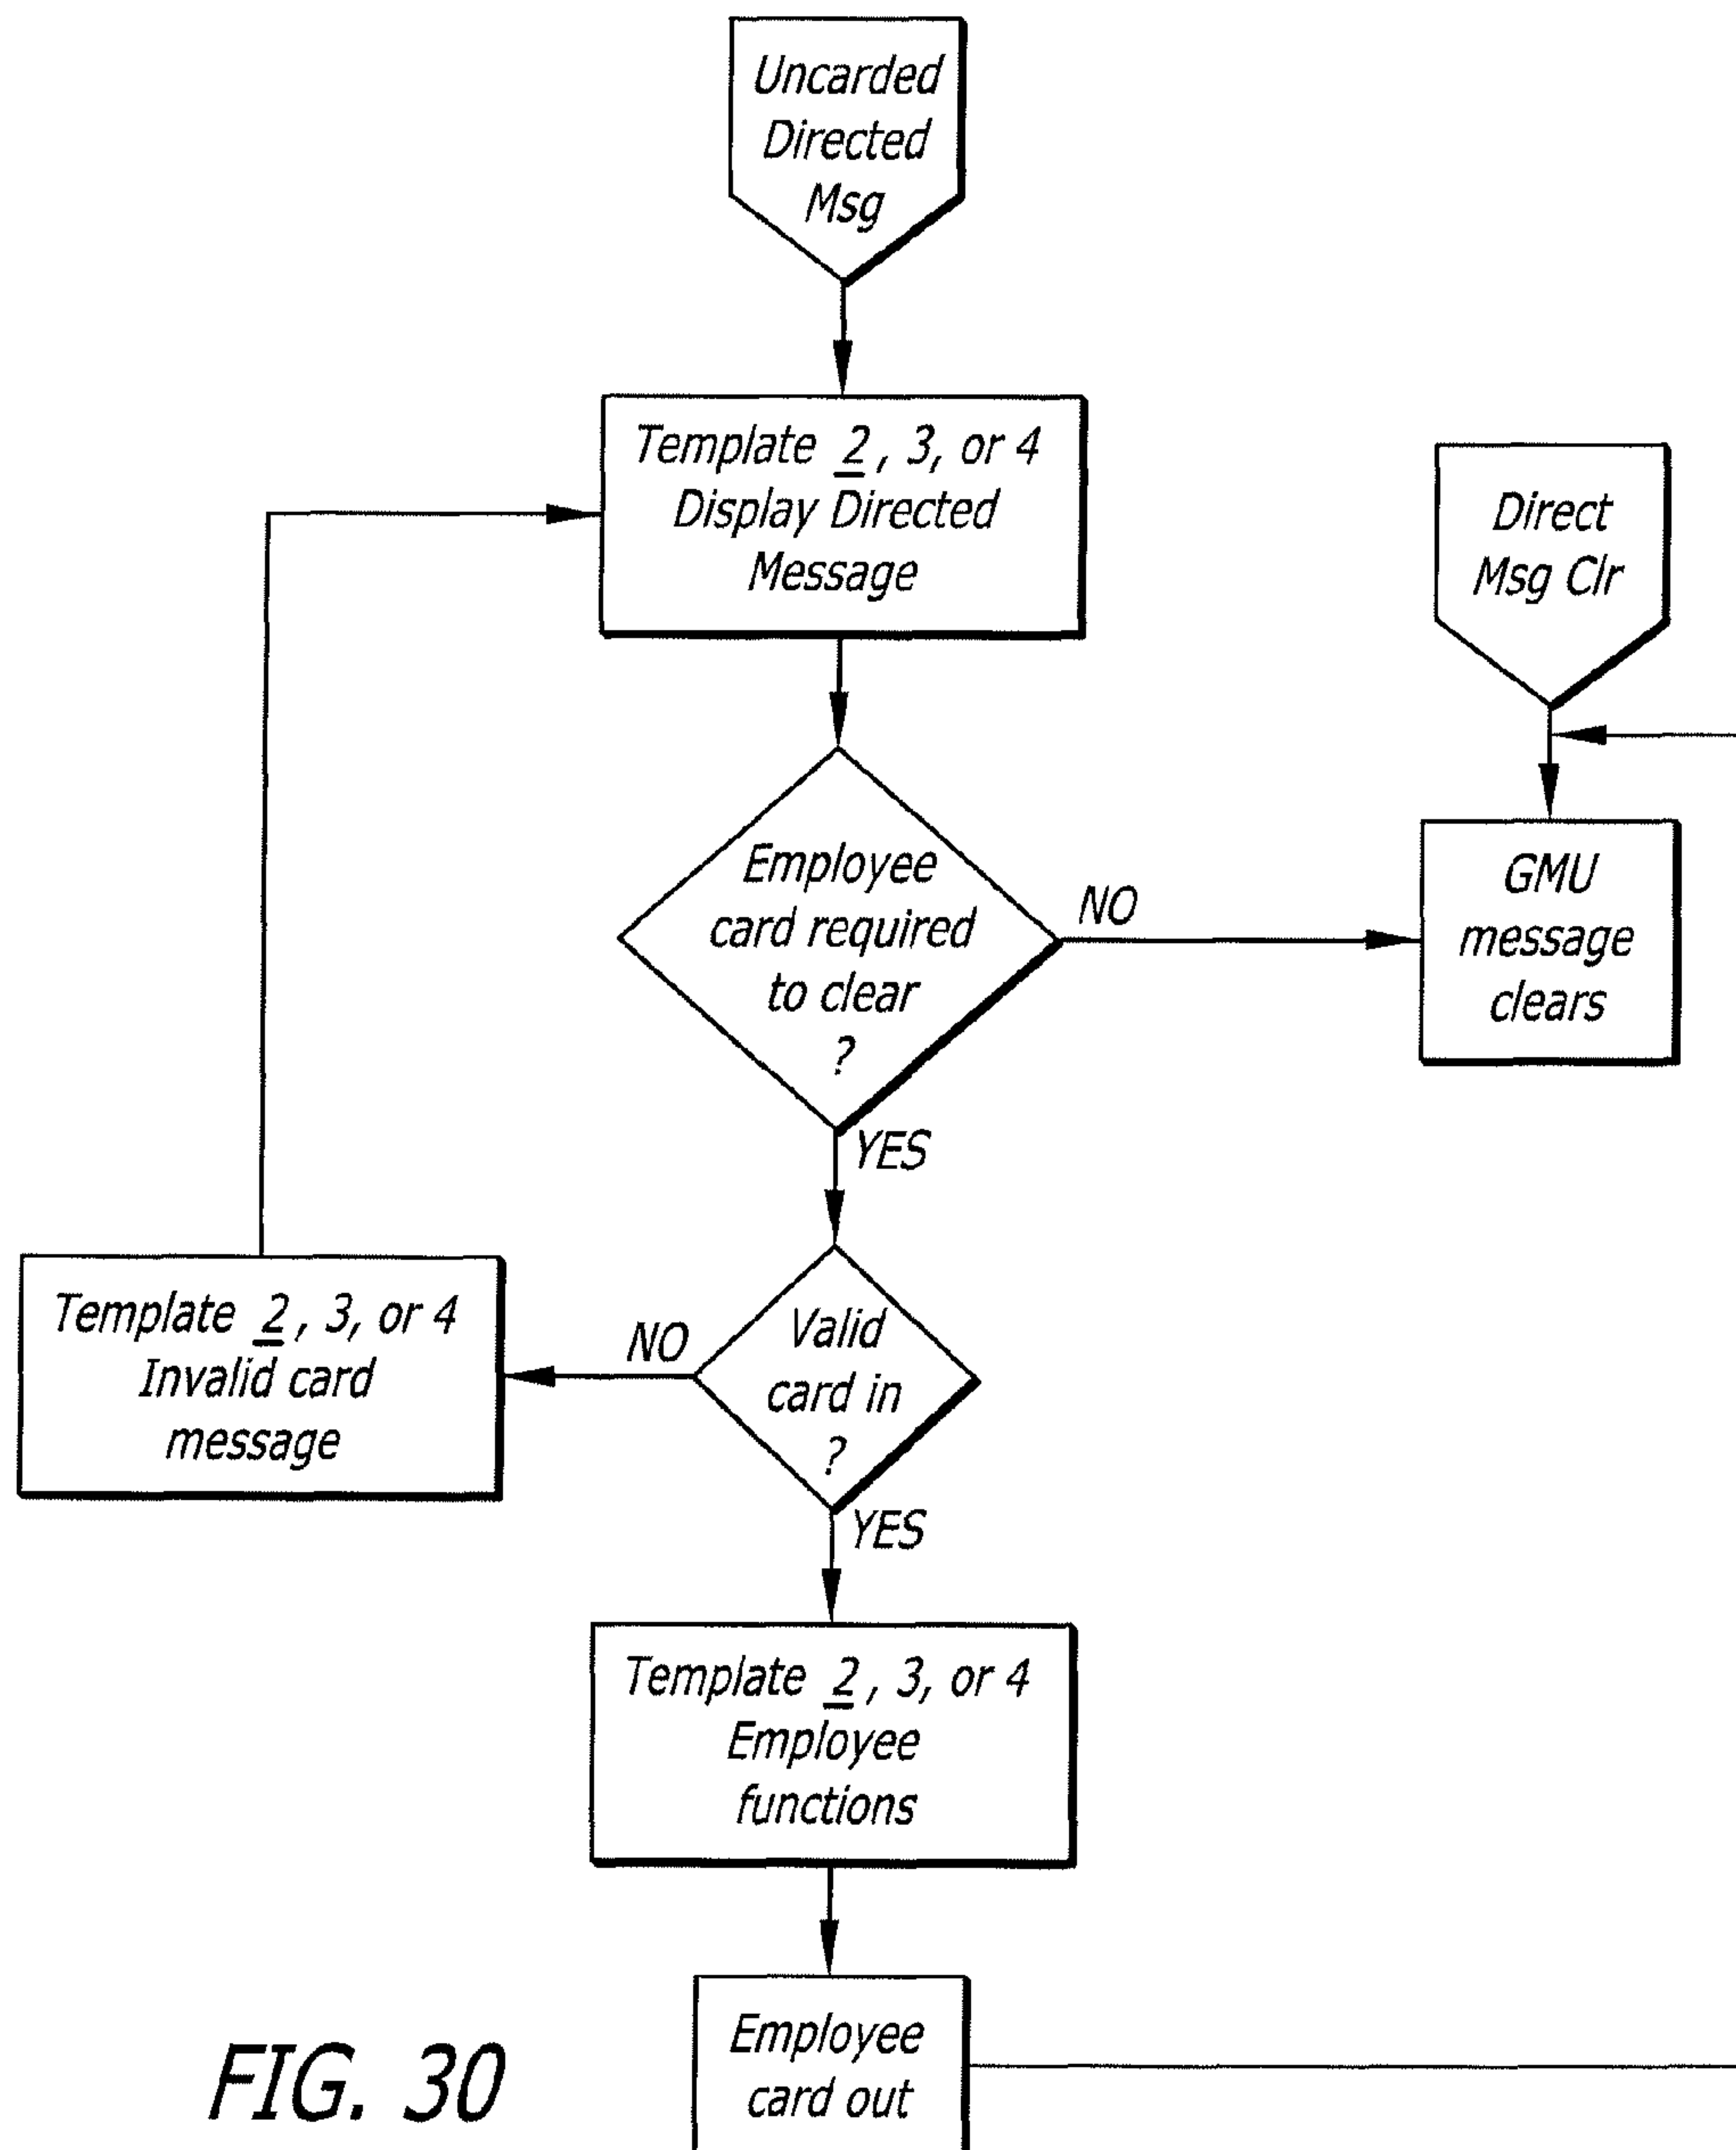 Uncarded
Directed
Msg
Template 2, 3, or 4
Display Directed
Message
Direct
Msg Clr
Employee
card required
to clear
?
NO
GMU
message
clears
YES
Template 2, 3, or 4
Invalid card
message
NO
Valid
card in
?
YES
Template 2, 3, or 4
Employee
functions
Employee
card out
FIG. 30